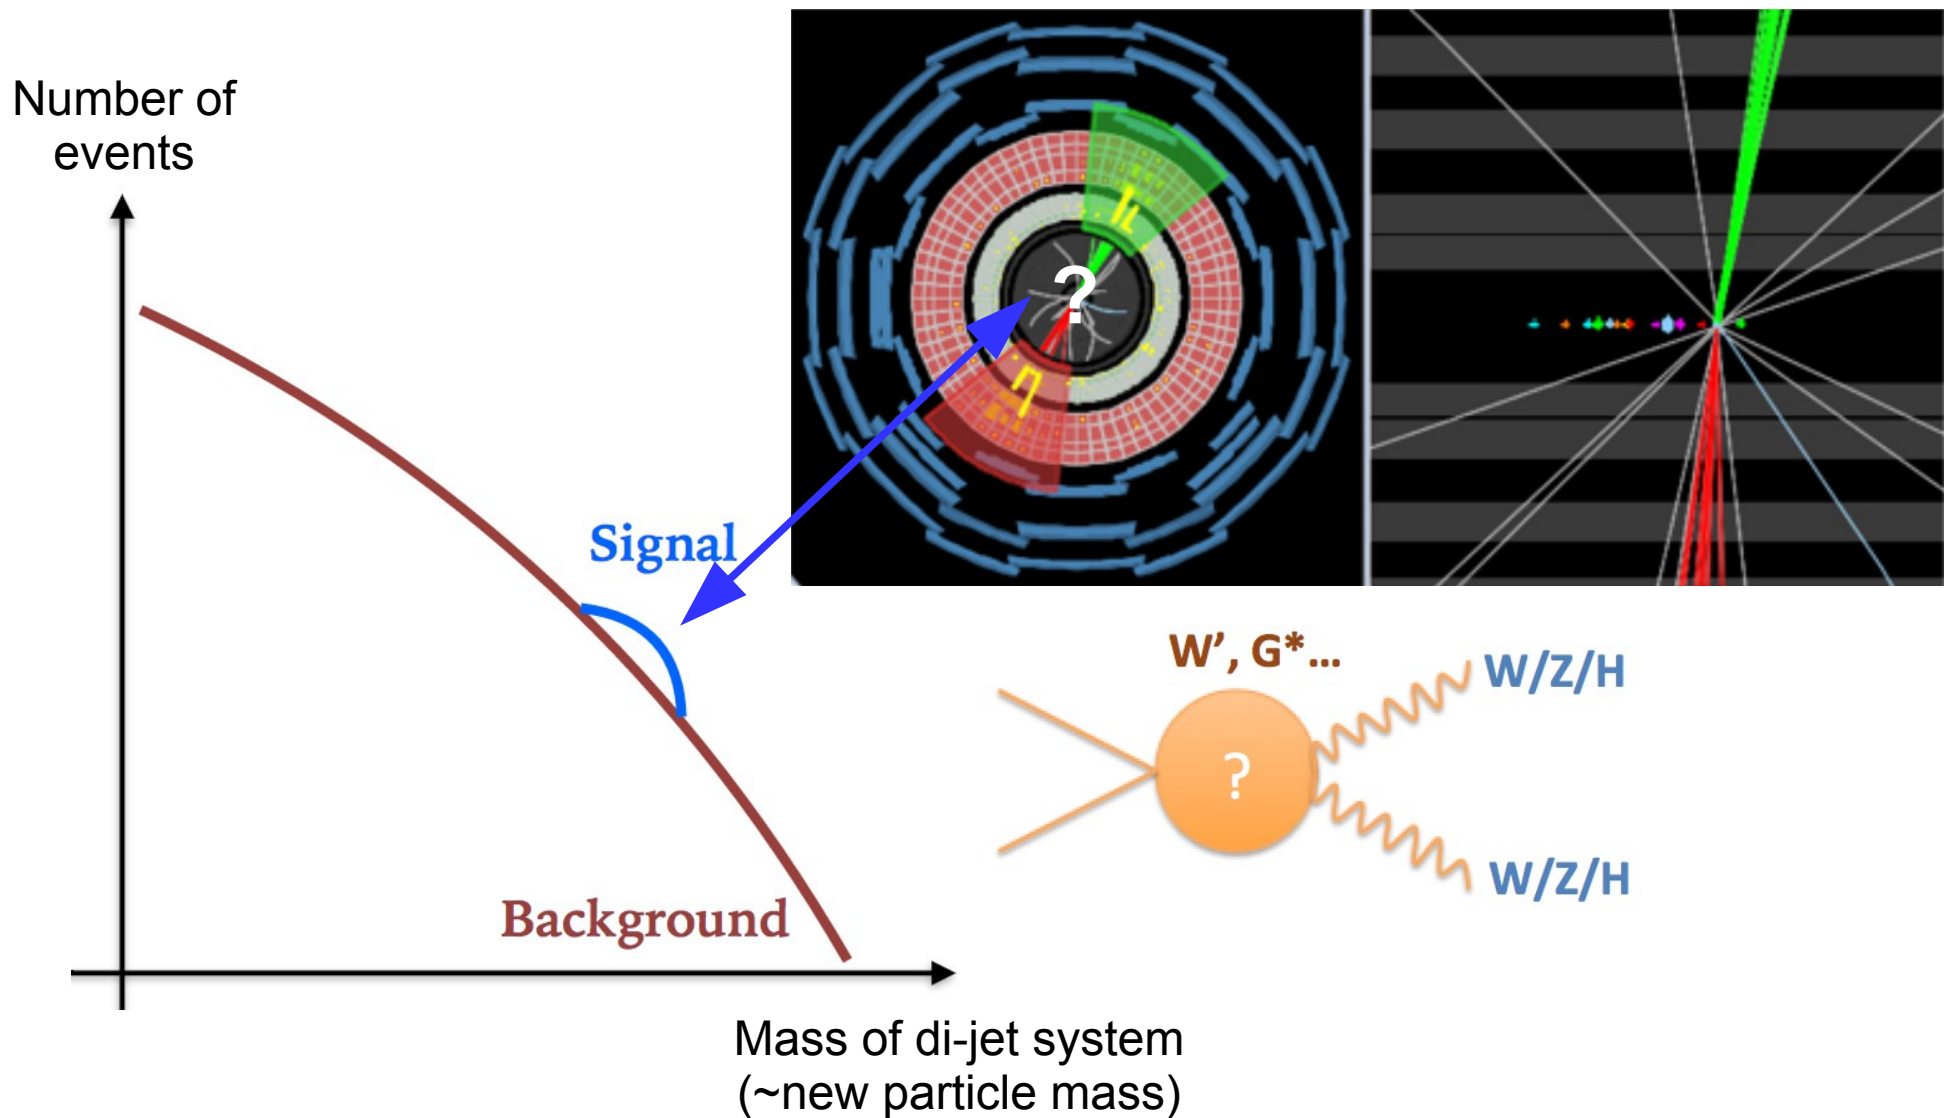 Number of
events
?
Signal
W’, G*...
W/Z/H
?
W/Z/H
Background
Mass of di-jet system
(~new particle mass)